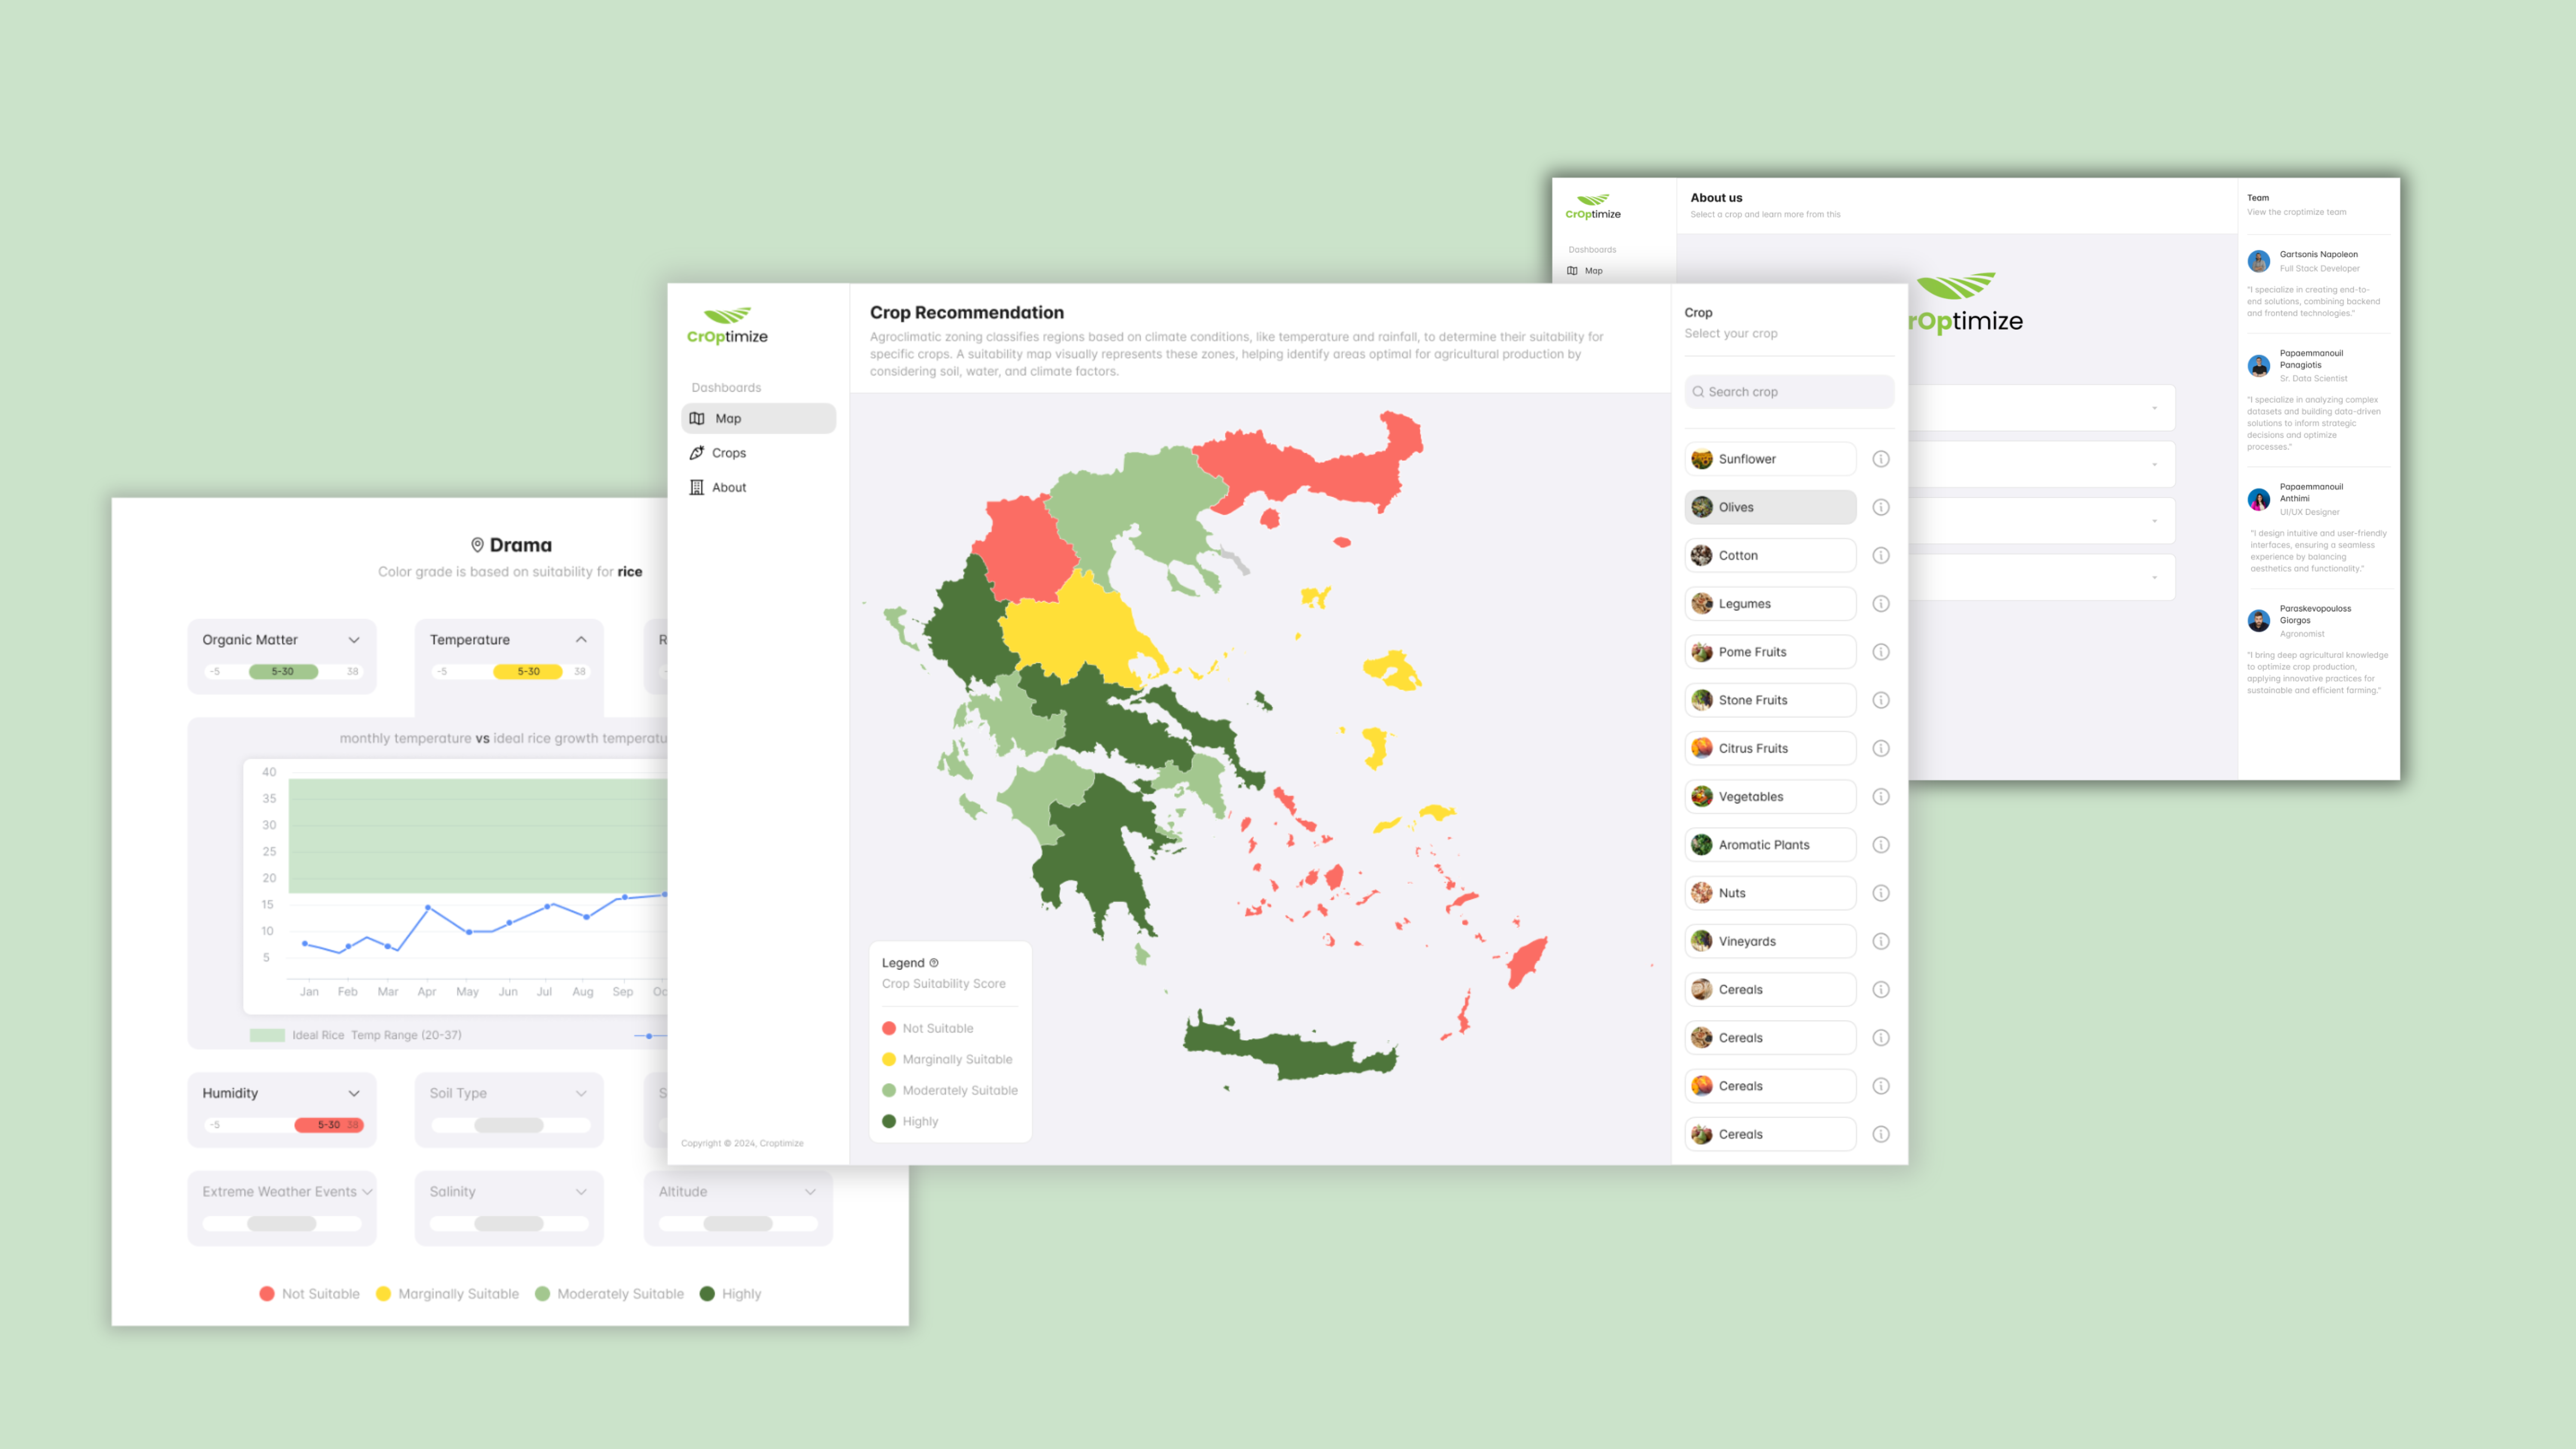 Drama
Color grade is based on suitability for rice
Organic Matter
-5 5-30 38
Temperature
-5 5-30 38
R
monthly temperature vs ideal rice growth temperatu
40
35
30
25
20
15
10
5
Jan Feb Mar Apr May Jun Jul Aug Sep Oc
Ideal Rice Temp Range (20-37)
Humidity
-5 5-30 38
Soil Type
S
Extreme Weather Events
Salinity
Altitude
Not Suitable
Marginally Suitable
Moderately Suitable
Highly
CrOptimize
Dashboards
Map
Crops
About
Copyright © 2024, Croptimize
Crop Recommendation
Agroclimatic zoning classifies regions based on climate conditions, like temperature and rainfall, to determine their suitability for
specific crops. A suitability map visually represents these zones, helping identify areas optimal for agricultural production by
considering soil, water, and climate factors.
Legend
Crop Suitability Score
Not Suitable
Marginally Suitable
Moderately Suitable
Highly
Crop
Select your crop
Search crop
Sunflower
Olives
Cotton
Legumes
Pome Fruits
Stone Fruits
Citrus Fruits
Vegetables
Aromatic Plants
Nuts
Vineyards
Cereals
Cereals
Cereals
Cereals
CrOptimize
Dashboards
Map
About us
Select a crop and learn more from this
rOptimize
Team
View the croptimize team
Gartsonis Napoleon
Full Stack Developer
"I specialize in creating end-to-
end solutions, combining backend
and frontend technologies."
Papaemmanouil
Panagiotis
Sr. Data Scientist
"I specialize in analyzing complex
datasets and building data-driven
solutions to inform strategic
decisions and optimize
processes."
Papaemmanouil
Anthimi
UI/UX Designer
"I design intuitive and user-friendly
interfaces, ensuring a seamless
experience by balancing
aesthetics and functionality."
Paraskevopouloss
Giorgos
Agronomist
"I bring deep agricultural knowledge
to optimize crop production,
applying innovative practices for
sustainable and efficient farming."